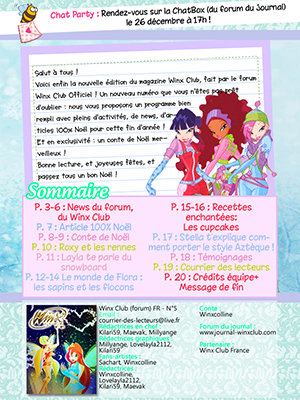 Chat Party : Rendez-vous sur la ChatBox (du forum du Journal)
le 26 décembre à 17h !
Salut à tous !
Voici enfin la nouvelle édition du magazine Winx Club, fait par le forum
Winx Club Officiel ! Un nouveau numéro que vous n'êtes pas prêt
d'oublier : nous vous proposons un programme bien
rempli avec pleins d'activités, de news, d'ar-
ticles 100% Noël pour cette fin d'année !
Et en exclusivité : un conte de Noël mer-
veilleux !
Bonne lecture, et joyeuses fêtes, et
passez tous un bon Noël !
Sommaire
P. 3-6 : News du forum,
du Winx Club
P. 7 : Article 100% Noël
P. 8-9 : Conte de Noël
P. 10 : Roxy et les rennes
P. 11 : Layla te parle du
snowboard
P. 12-14 Le monde de Flora :
les sapins et les flocons
P. 15-16 : Recettes
enchantées:
Les cupcakes
P. 17 : Stella t'explique com-
ment porter le style Aztèque !
P. 18 : Témoignages
P. 19 : Courrier des lecteurs
P. 20 : Crédits équipe+
Message de fin
Winx Club (forum) FR - N°5
Email :
courrier-des-lecteurs@live.fr
Rédactrices en chef :
Kilari59, Maevak, Millyange
Rédactrices graphiques :
Millyange, Lovelayla2112,
Kilari59
Fans-artistes :
Sachart, Winxcolline
Rédactrices :
Winxcolline,
Lovelayla2112,
Kilari59, Maevak
Conte :
Winxcolline
Forum du journal :
www.journal-winxclub.com
Partenaire :
Winx Club France
Winx